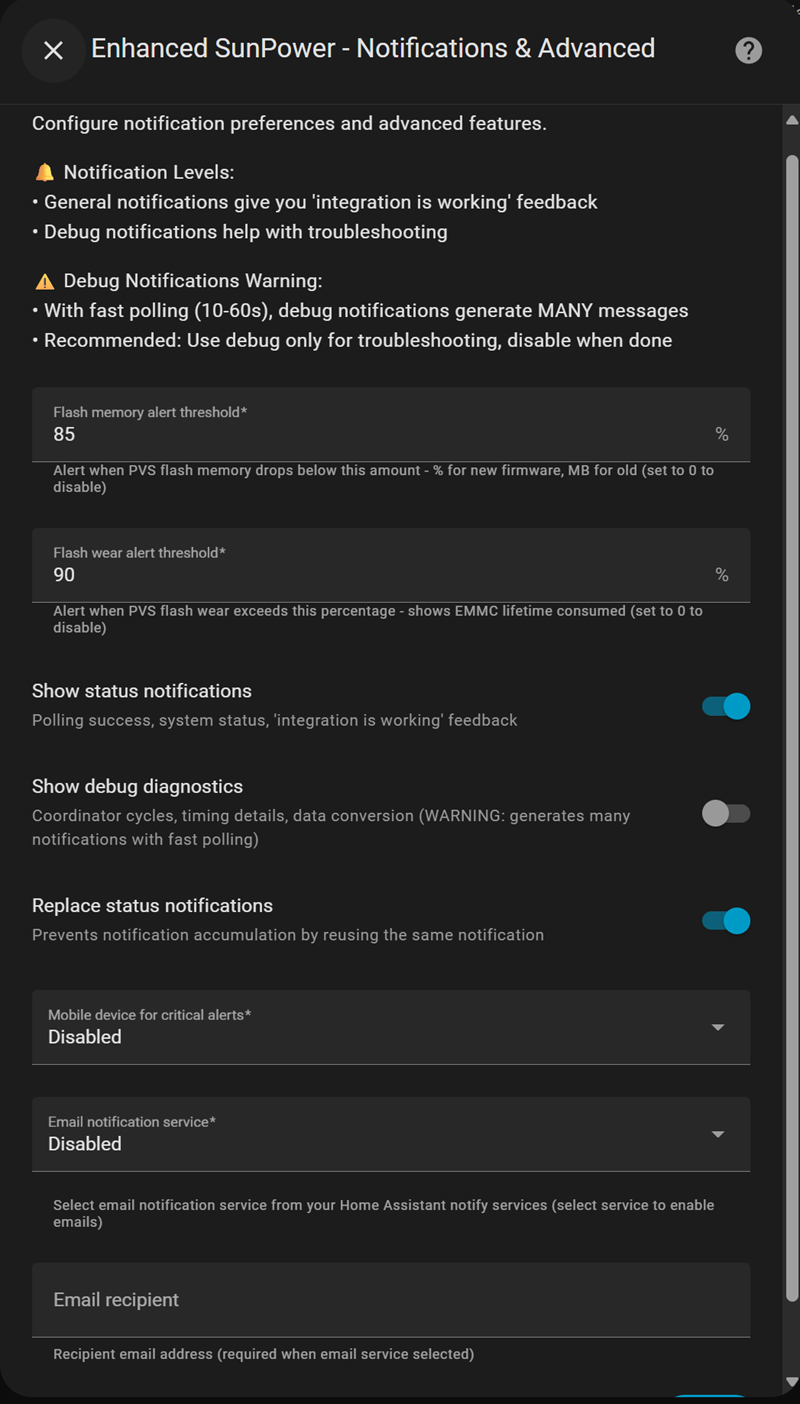 Enhanced SunPower - Notifications & Advanced
Configure notification preferences and advanced features.
🔔 Notification Levels:
• General notifications give you 'integration is working' feedback
• Debug notifications help with troubleshooting
⚠️ Debug Notifications Warning:
• With fast polling (10-60s), debug notifications generate MANY messages
• Recommended: Use debug only for troubleshooting, disable when done
Flash memory alert threshold*
85 %
Alert when PVS flash memory drops below this amount - % for new firmware, MB for old (set to 0 to
disable)
Flash wear alert threshold*
90 %
Alert when PVS flash wear exceeds this percentage - shows EMMC lifetime consumed (set to 0 to
disable)
Show status notifications
Polling success, system status, 'integration is working' feedback
Show debug diagnostics
Coordinator cycles, timing details, data conversion (WARNING: generates many
notifications with fast polling)
Replace status notifications
Prevents notification accumulation by reusing the same notification
Mobile device for critical alerts*
Disabled
Email notification service*
Disabled
Select email notification service from your Home Assistant notify services (select service to enable
emails)
Email recipient
Recipient email address (required when email service selected)